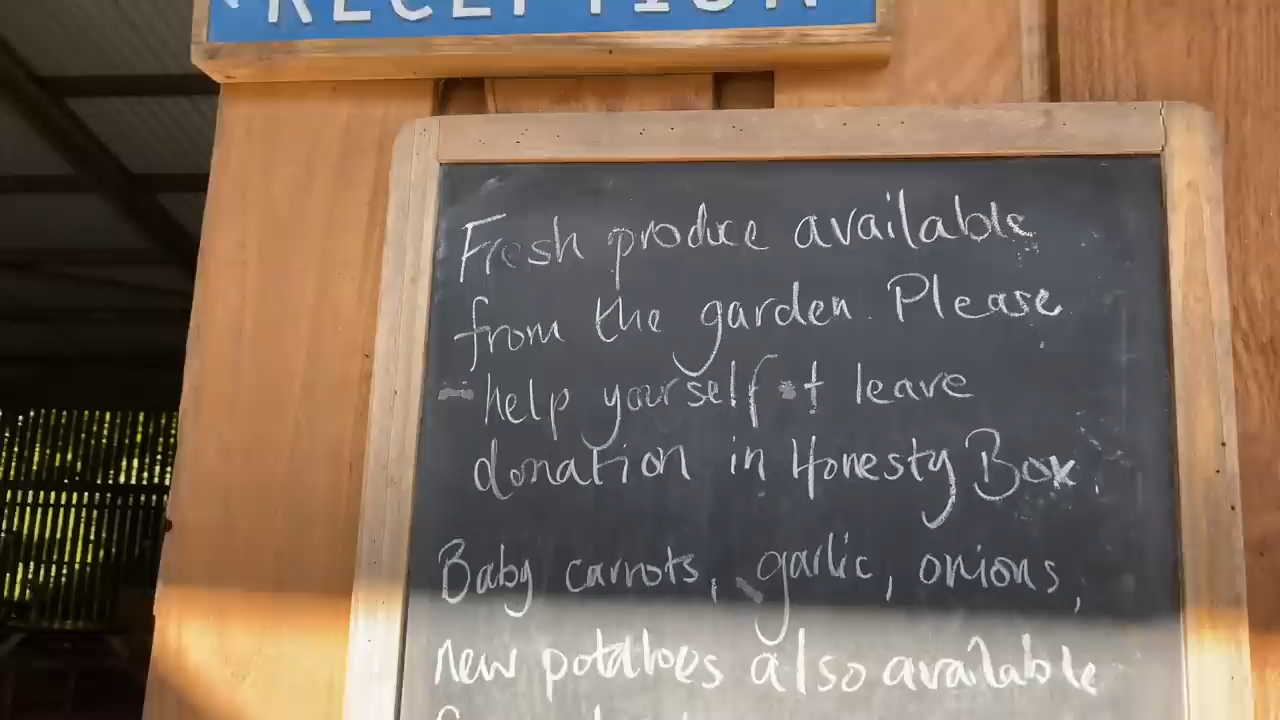 RECEPTION
Fresh produce available
from the garden. Please
help yourself + leave
donation in Honesty Box.
Baby carrots, garlic, onions,
new potatoes also available